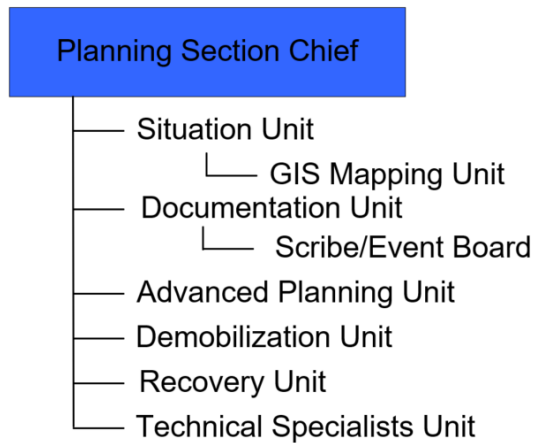 Planning Section Chief
Situation Unit
GIS Mapping Unit
Documentation Unit
Scribe/Event Board
Advanced Planning Unit
Demobilization Unit
Recovery Unit
Technical Specialists Unit